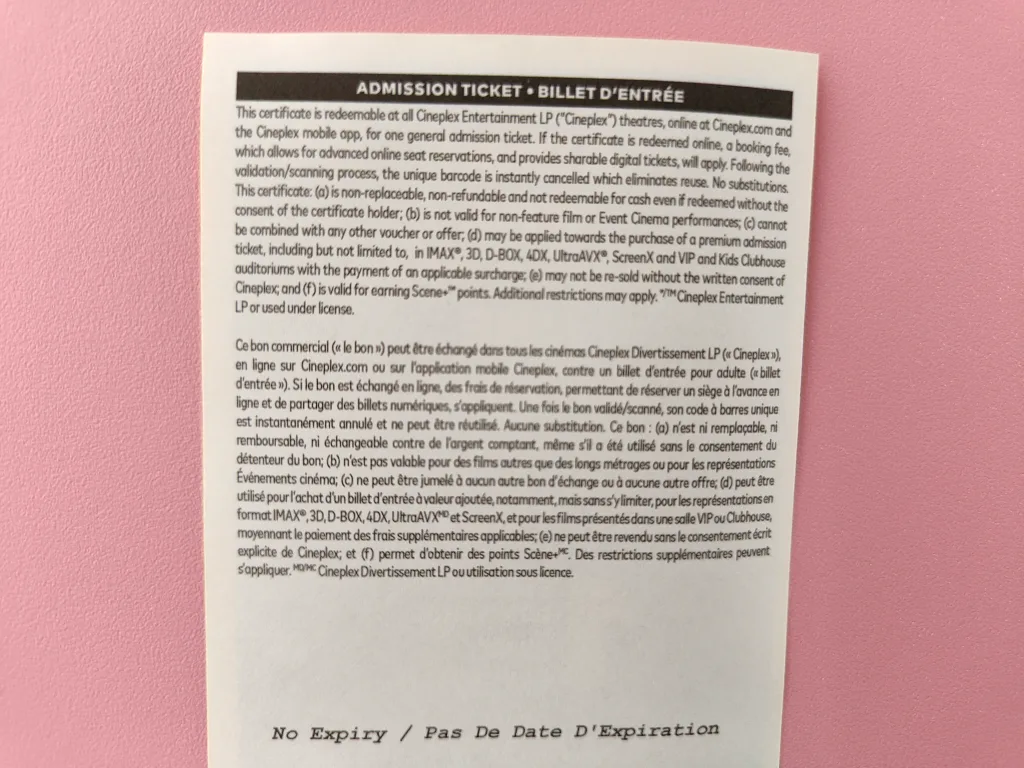 ADMISSION TICKET • BILLET D'ENTRÉE
This certificate is redeemable at all Cineplex Entertainment LP ("Cineplex") theatres, online at Cineplex.com and
the Cineplex mobile app, for one general admission ticket. If the certificate is redeemed online, a booking fee,
which allows for advanced online seat reservations, and provides sharable digital tickets, will apply. Following the
validation/scanning process, the unique barcode is instantly cancelled which eliminates reuse. No substitutions.
This certificate: (a) is non-replaceable, non-refundable and not redeemable for cash even if redeemed without the
consent of the certificate holder; (b) is not valid for non-feature film or Event Cinema performances; (c) cannot
be combined with any other voucher or offer; (d) may be applied towards the purchase of a premium admission
ticket, including but not limited to, in IMAX®, 3D, D-BOX, 4DX, UltraAVX®, ScreenX and VIP and Kids Clubhouse
auditoriums with the payment of an applicable surcharge; (e) may not be re-sold without the written consent of
Cineplex; and (f) is valid for earning Scene+™ points. Additional restrictions may apply. ®/™ Cineplex Entertainment
LP or used under license.
Ce bon commercial (« le bon ») peut être échangé dans tous les cinémas Cineplex Divertissement LP (« Cineplex »),
en ligne sur Cineplex.com ou sur l'application mobile Cineplex, contre un billet d'entrée pour adulte (« billet
d'entrée »). Si le bon est échangé en ligne, des frais de réservation, permettant de réserver un siège à l'avance en
ligne et de partager des billets numériques, s'appliquent. Une fois le bon validé/scanné, son code à barres unique
est instantanément annulé et ne peut être réutilisé. Aucune substitution. Ce bon : (a) n'est ni remplaçable, ni
remboursable, ni échangeable contre de l'argent comptant, même s'il a été utilisé sans le consentement du
détenteur du bon; (b) n'est pas valable pour des films autres que des longs métrages ou pour les représentations
Événements cinéma; (c) ne peut être jumelé à aucun autre bon d'échange ou à aucune autre offre; (d) peut être
utilisé pour l'achat d'un billet d'entrée à valeur ajoutée, notamment, mais sans s'y limiter, pour les représentations en
format IMAX®, 3D, D-BOX, 4DX, UltraAVXᴹᴰ et ScreenX, et pour les films présentés dans une salle VIP ou Clubhouse,
moyennant le paiement des frais supplémentaires applicables; (e) ne peut être revendu sans le consentement écrit
explicite de Cineplex; et (f) permet d'obtenir des points Scène+ᴹᶜ. Des restrictions supplémentaires peuvent
s'appliquer. ᴹᴰ/ᴹᶜ Cineplex Divertissement LP ou utilisation sous licence.
No Expiry / Pas De Date D'Expiration